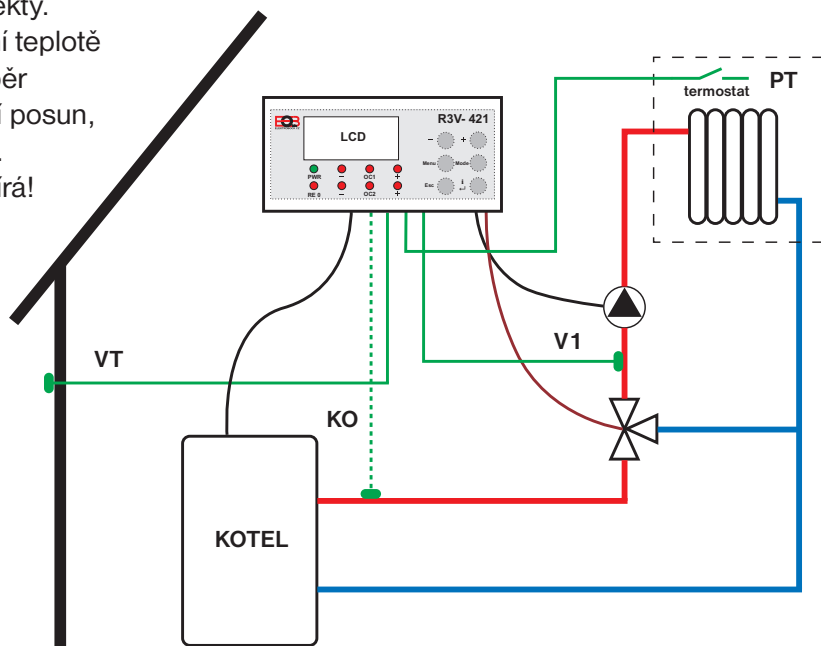 ekty.
í teplotě
ěr
í posun,
.
írá!
R3V- 421
LCD
− +
Menu Mode
Esc i
PWR − OC1 +
RE 0 − OC2 +
termostat PT
VT
V1
KO
KOTEL